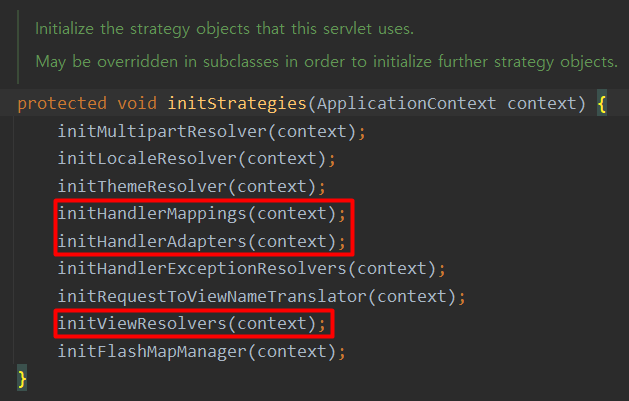 Initialize the strategy objects that this servlet uses.
May be overridden in subclasses in order to initialize further strategy objects.
protected void initStrategies(ApplicationContext context) {
initMultipartResolver(context);
initLocaleResolver(context);
initThemeResolver(context);
initHandlerMappings(context);
initHandlerAdapters(context);
initHandlerExceptionResolvers(context);
initRequestToViewNameTranslator(context);
initViewResolvers(context);
initFlashMapManager(context);
}